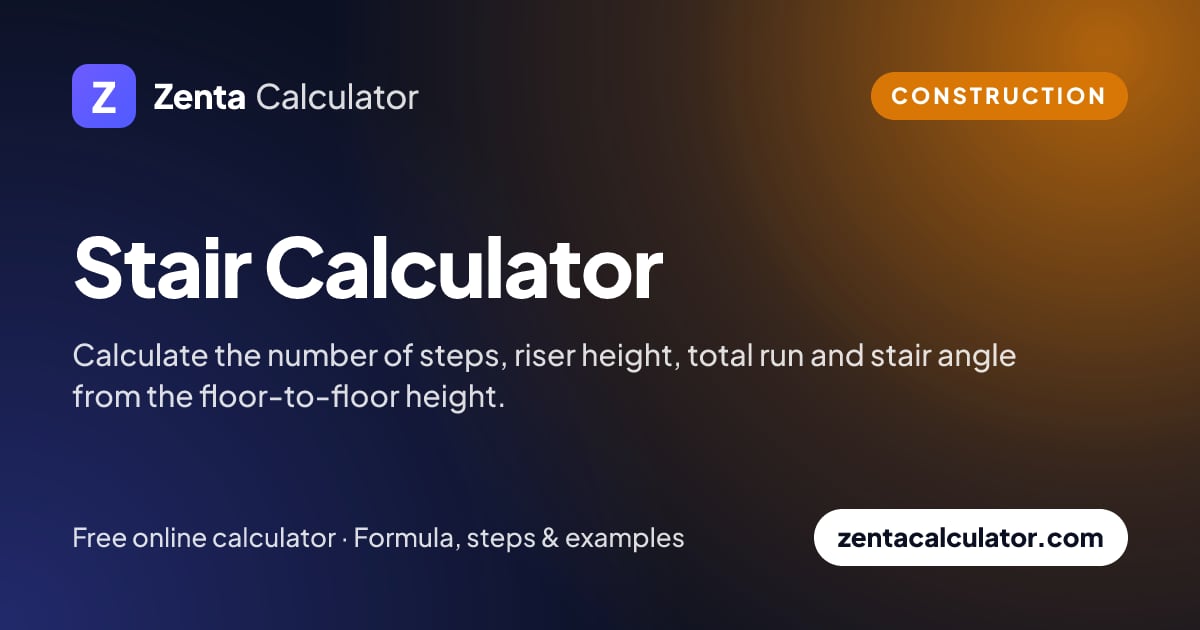 Z
Zenta Calculator
CONSTRUCTION
Stair Calculator
Calculate the number of steps, riser height, total run and stair angle
from the floor-to-floor height.
Free online calculator · Formula, steps & examples
zentacalculator.com